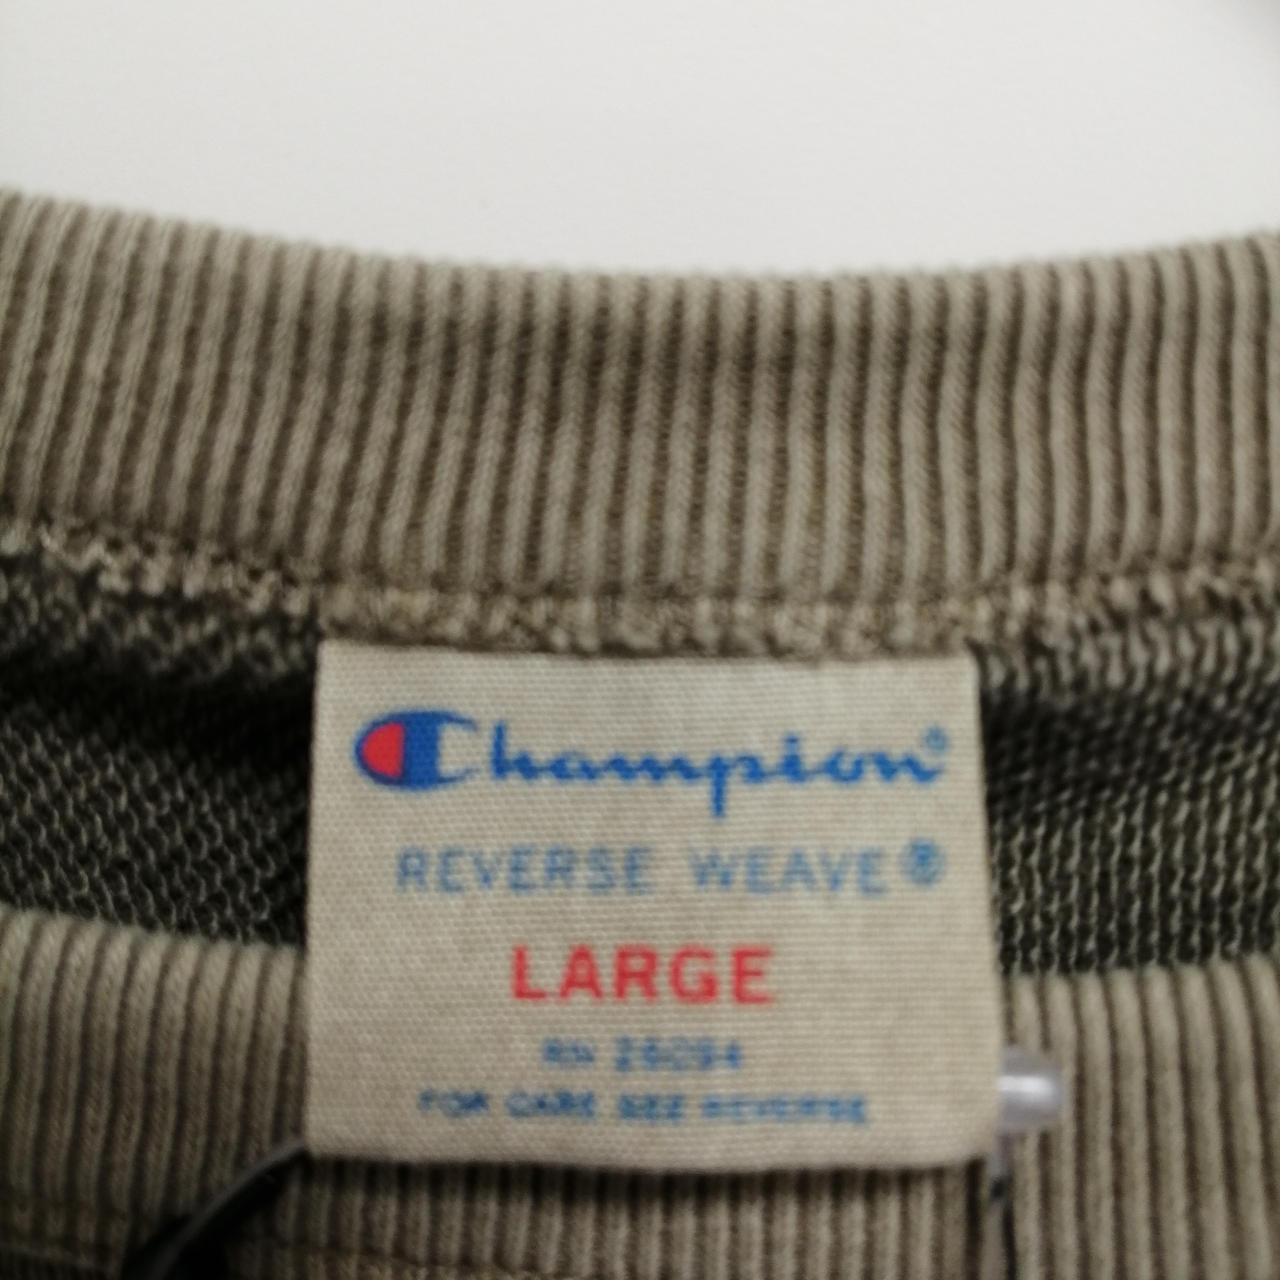 Champion®
REVERSE WEAVE®
LARGE
RN 26094
FOR CARE SEE REVERSE